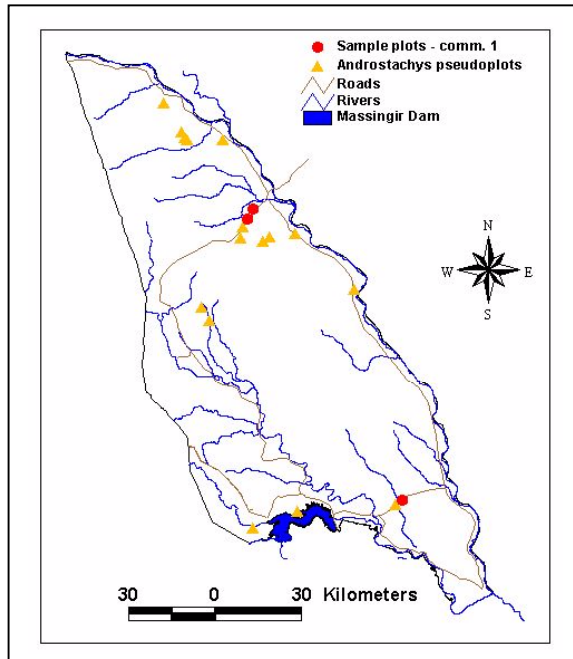 Sample plots - comm. 1
Androstachys pseudoplots
Roads
Rivers
Massingir Dam
N
W E
S
30 0 30 Kilometers